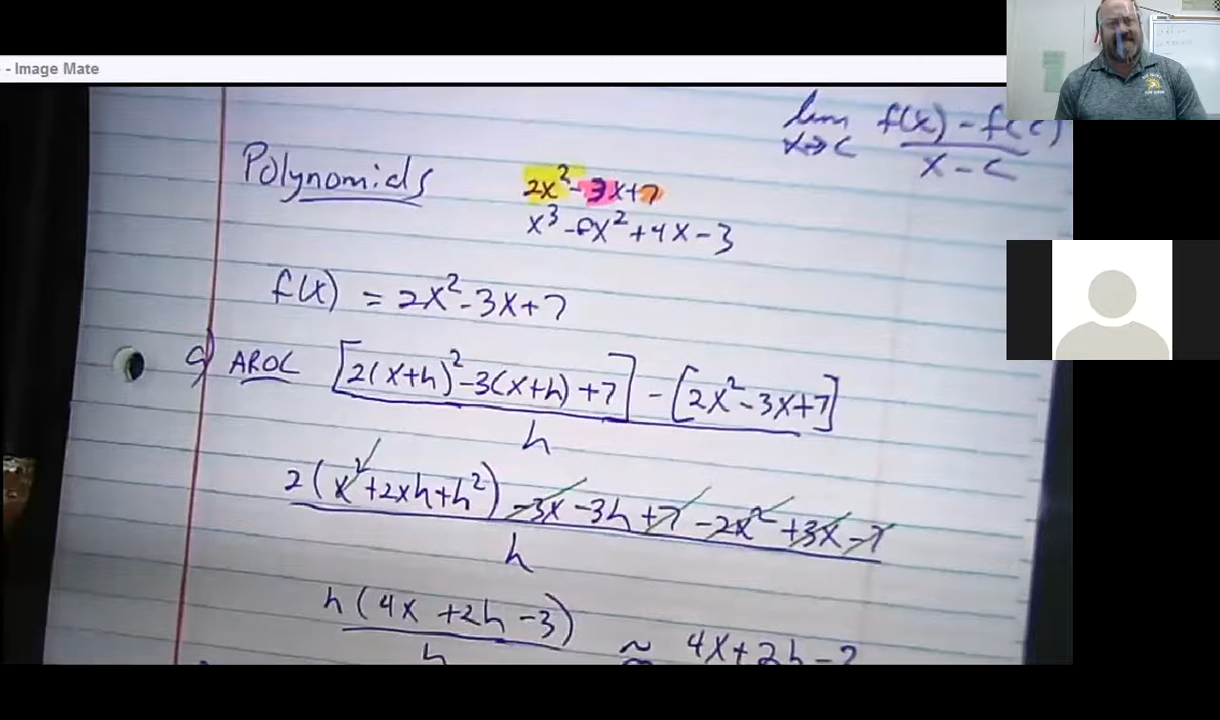 - Image Mate
lim x→c f(x) - f(c) / x - c
Polynomials
2x² - 3x + 7
x³ - 6x² + 4x - 3
f(x) = 2x² - 3x + 7
a) AROC [2(x+h)² - 3(x+h) + 7] - [2x² - 3x + 7]
h
2(x² + 2xh + h²) - 3x - 3h + 7 - 2x² + 3x - 7
h
h(4x + 2h - 3) ≈ 4x + 2h - 3
h